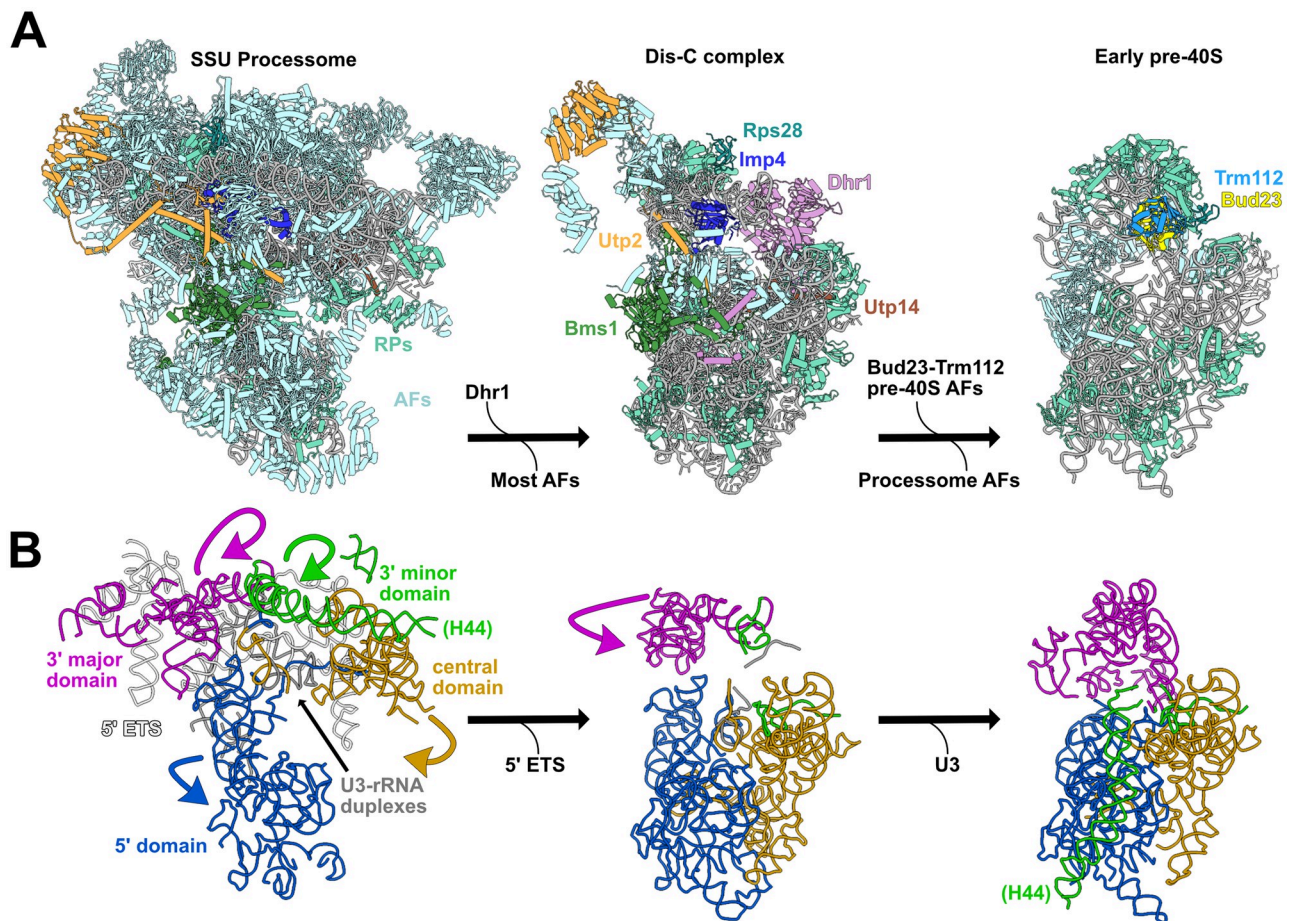 A
SSU Processome
Dis-C complex
Early pre-40S
Rps28
Imp4
Dhr1
Trm112
Bud23
Utp2
Utp14
Bms1
RPs
AFs
Dhr1
Most AFs
Bud23-Trm112
pre-40S AFs
Processome AFs
B
3' minor
domain
(H44)
3' major
domain
central
domain
5' ETS
U3-rRNA
duplexes
5' domain
5' ETS
U3
(H44)